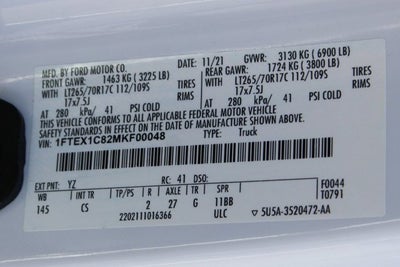 MFD. BY FORD MOTOR CO. 11/21 GVWR: 3130 KG (6900 LB)
FRONT GAWR: 1463 KG (3225 LB) REAR GAWR: 1724 KG (3800 LB)
WITH LT265/70R17C 112/109S TIRES WITH LT265/70R17C 112/109S TIRES
17x7.5J RIMS 17x7.5J RIMS
AT 280 kPa/ 41 PSI COLD AT 280 kPa/ 41 PSI COLD
THIS VEHICLE CONFORMS TO ALL APPLICABLE FEDERAL MOTOR VEHICLE
SAFETY STANDARDS IN EFFECT ON THE DATE OF MANUFACTURE SHOWN ABOVE.
VIN: 1FTEX1C82MKF00048 TYPE: Truck
EXT PNT: YZ RC: 41 DSO: F0044
WB INT TR TP/PS R AXLE TR SPR T0791
145 CS 2 27 G 11BB
2202111016366 ULC 5U5A-3520472-AA